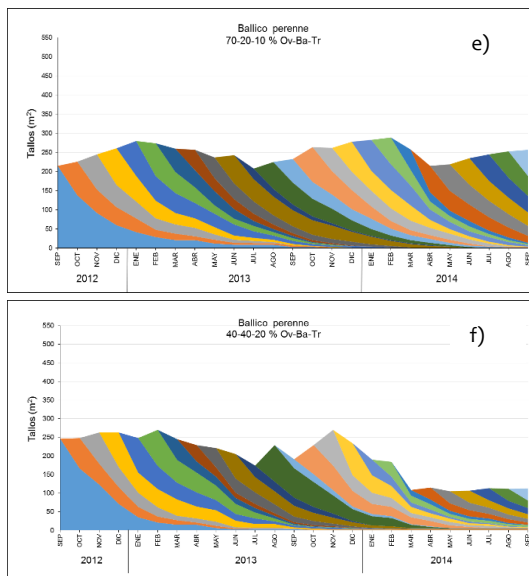 Ballico perenne
70-20-10 % Ov-Ba-Tr
e)
Tallos (m²)
550
500
450
400
350
300
250
200
150
100
50
0
SEP OCT NOV DIC ENE FEB MAR ABR MAY JUN JUL AGO SEP OCT NOV DIC ENE FEB MAR ABR MAY JUN JUL AGO SEP
2012 2013 2014
Ballico perenne
40-40-20 % Ov-Ba-Tr
f)
Tallos (m²)
550
500
450
400
350
300
250
200
150
100
50
0
SEP OCT NOV DIC ENE FEB MAR ABR MAY JUN JUL AGO SEP OCT NOV DIC ENE FEB MAR ABR MAY JUN JUL AGO SEP
2012 2013 2014